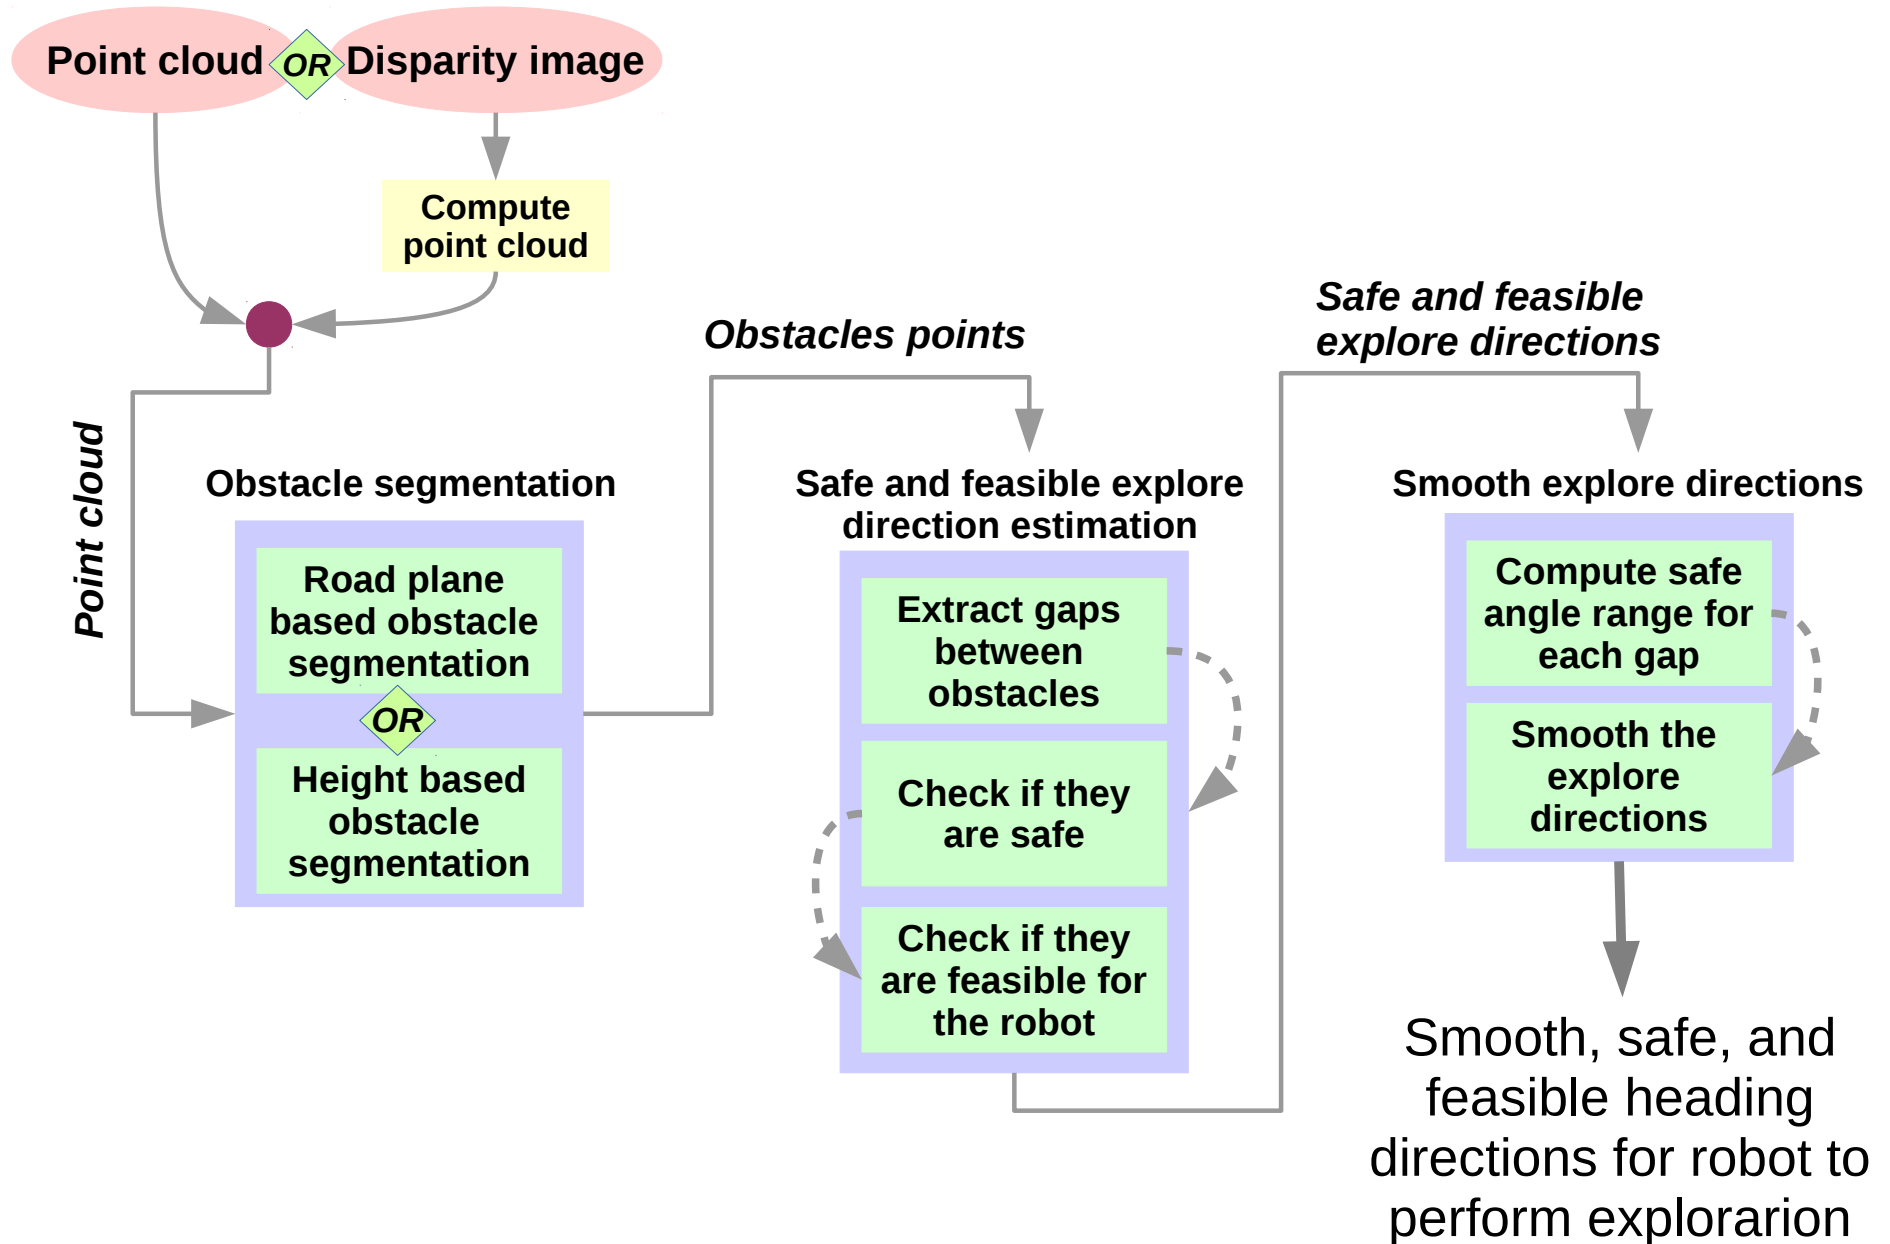 Point cloud
OR
Disparity image
Compute
point cloud
Point cloud
Obstacle segmentation
Road plane
based obstacle
segmentation
OR
Height based
obstacle
segmentation
Obstacles points
Safe and feasible explore
direction estimation
Extract gaps
between
obstacles
Check if they
are safe
Check if they
are feasible for
the robot
Safe and feasible
explore directions
Smooth explore directions
Compute safe
angle range for
each gap
Smooth the
explore
directions
Smooth, safe, and
feasible heading
directions for robot to
perform explorarion